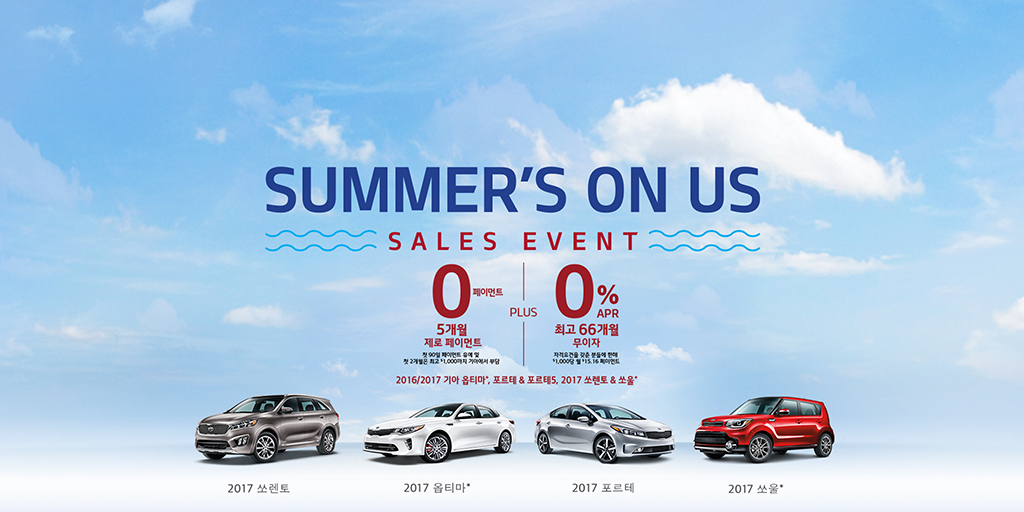 SUMMER'S ON US
SALES EVENT
0 페이먼트
5개월
제로 페이먼트
첫 90일 페이먼트 유예 및
첫 2개월은 최고 $1,000까지 기아에서 부담
PLUS
0% APR
최고 66개월
무이자
자격요건을 갖춘 분들에 한해
$1,000당 월 $15.16 페이먼트
2016/2017 기아 옵티마*, 포르테 & 포르테5, 2017 쏘렌토 & 쏘울*
2017 쏘렌토
2017 옵티마*
2017 포르테
2017 쏘울*